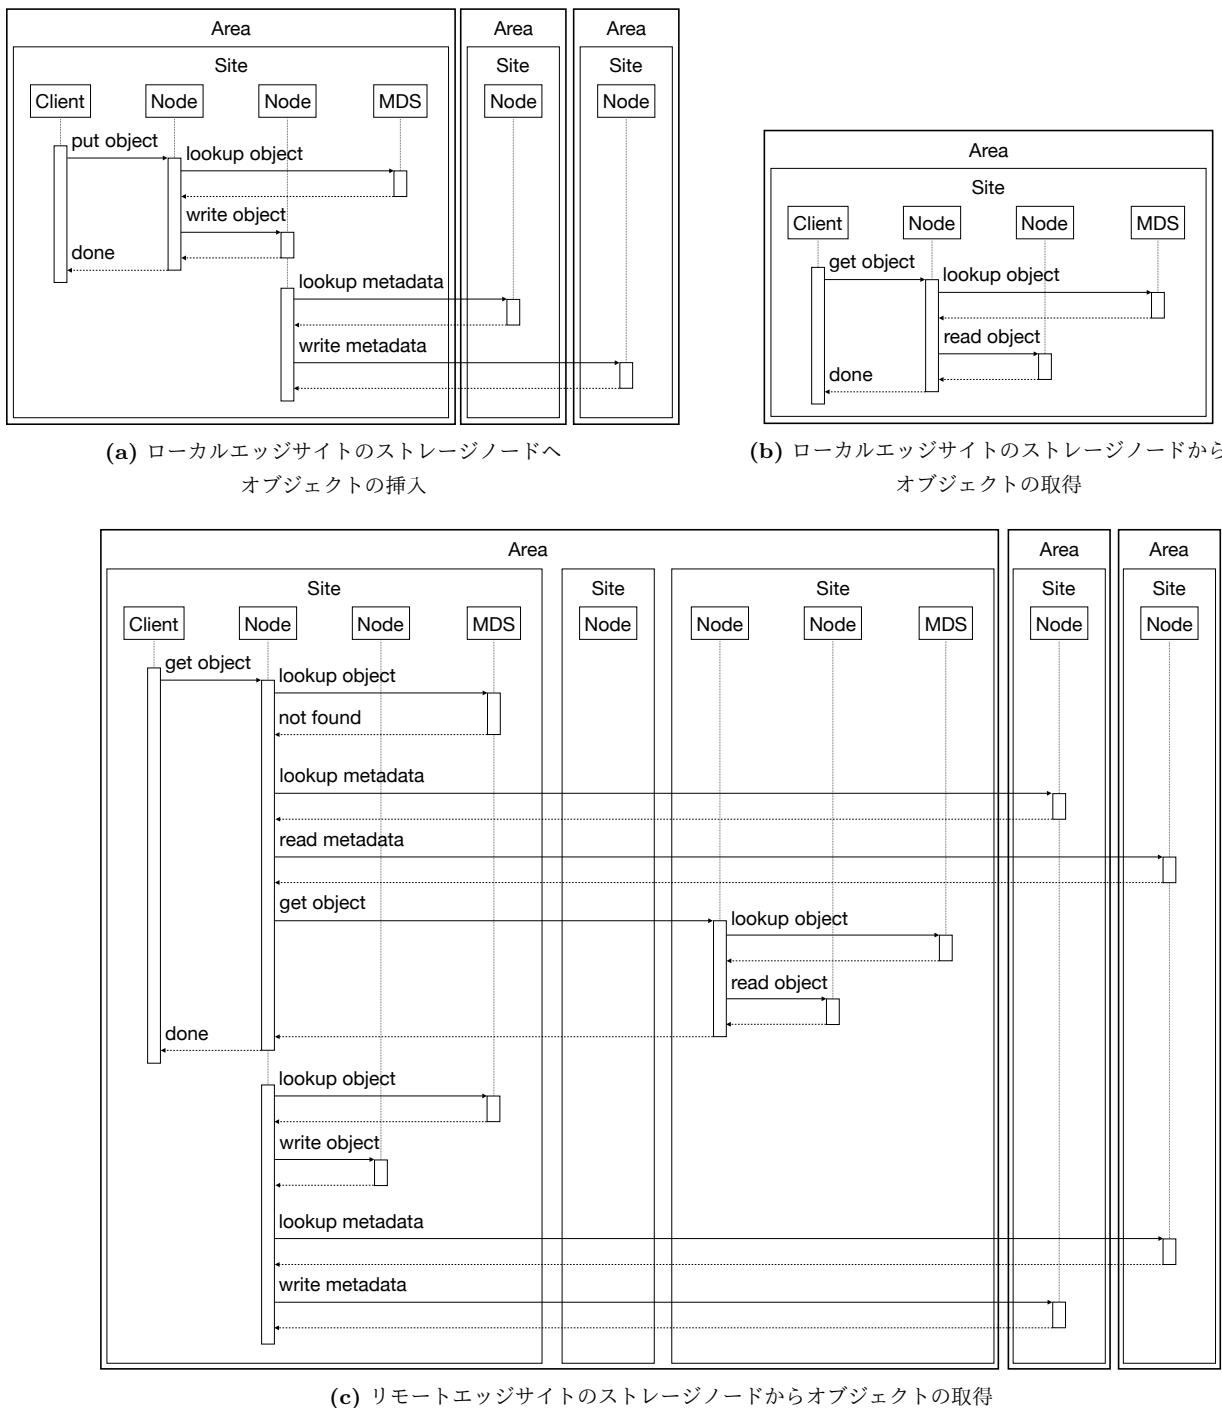 Area
Area
Area
Site
Site
Site
Client
Node
Node
MDS
Node
Node
put object
lookup object
write object
done
lookup metadata
write metadata
(a) ローカルエッジサイトのストレージノードへ
オブジェクトの挿入
Area
Site
Client
Node
Node
MDS
get object
lookup object
read object
done
(b) ローカルエッジサイトのストレージノードから
オブジェクトの取得
Area
Area
Area
Site
Site
Site
Site
Site
Client
Node
Node
MDS
Node
Node
Node
MDS
Node
Node
get object
lookup object
not found
lookup metadata
read metadata
get object
lookup object
read object
done
lookup object
write object
lookup metadata
write metadata
(c) リモートエッジサイトのストレージノードからオブジェクトの取得